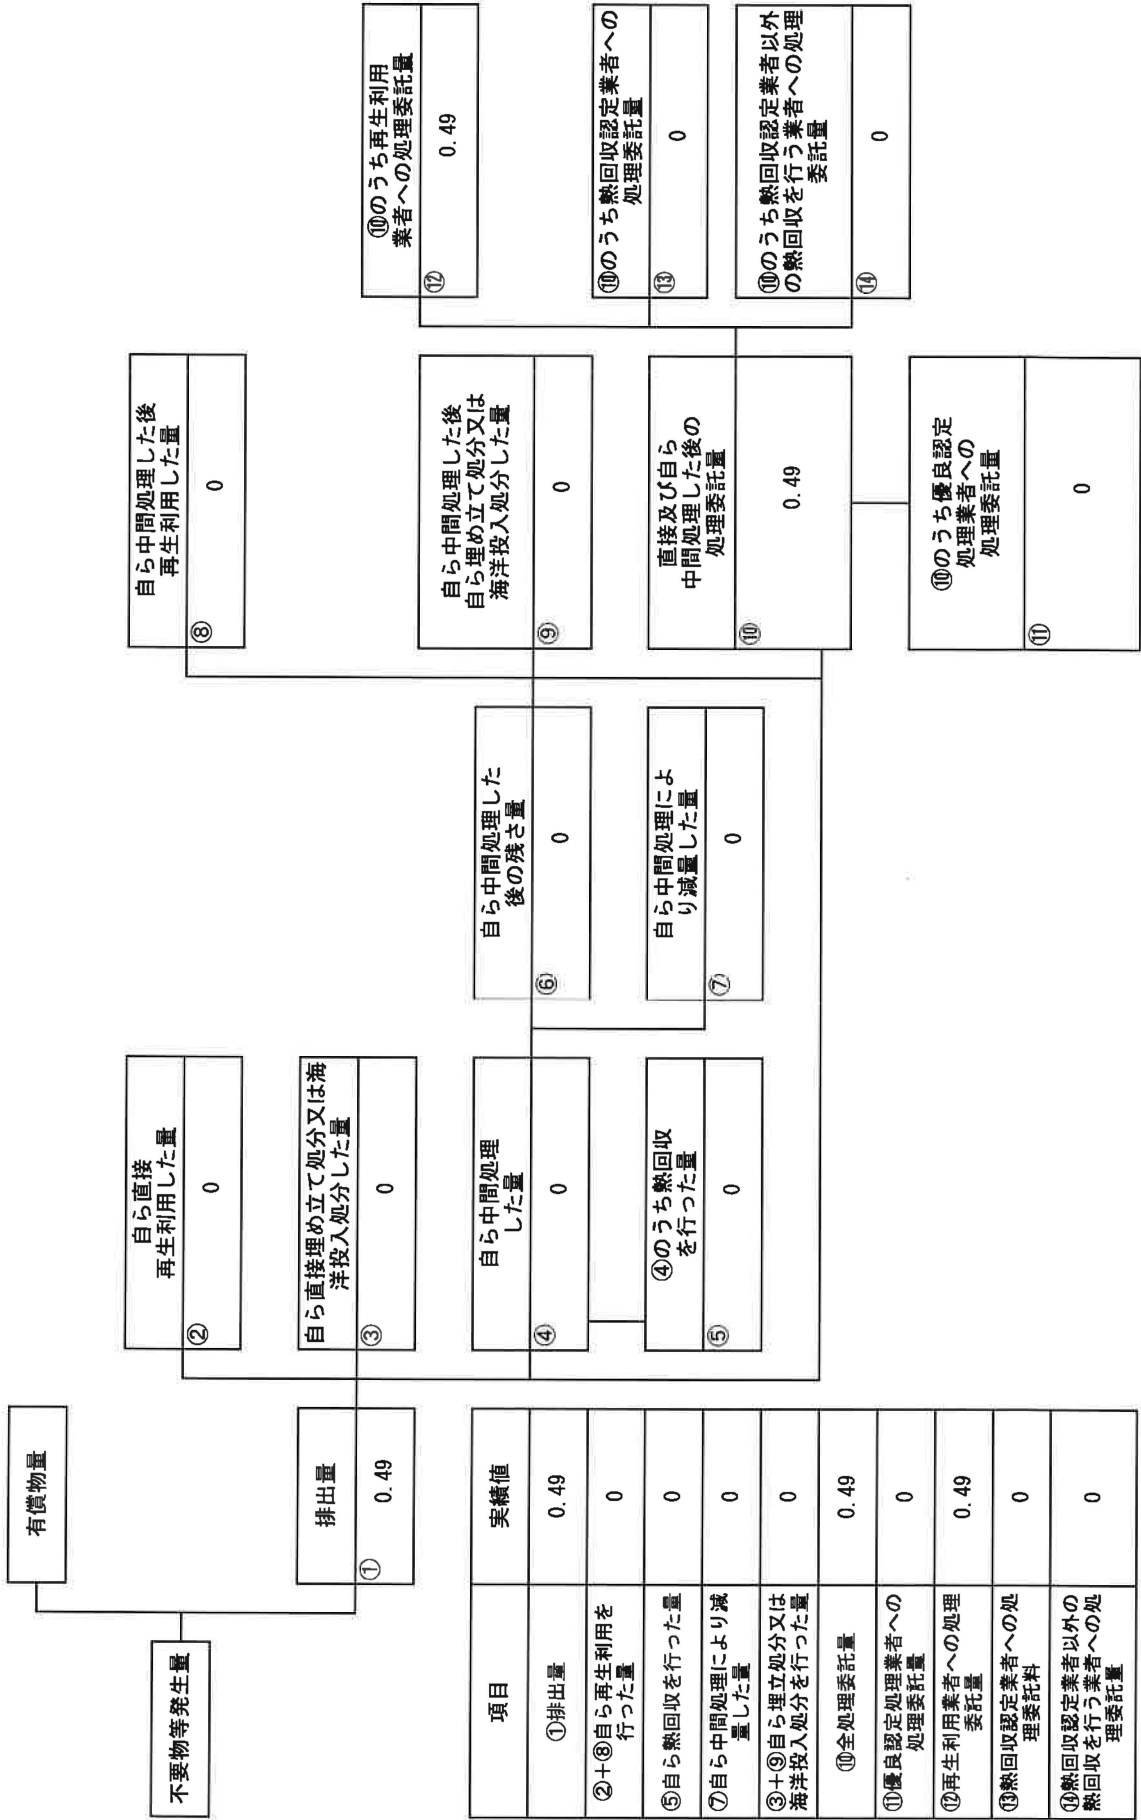 不要物等発生量
有償物量
排出量
①
0.49
自ら直接
再生利用した量
②
0
自ら直接埋め立て処分又は海
洋投入処分した量
③
0
自ら中間処理
した量
④
0
④のうち熱回収
を行った量
⑤
0
自ら中間処理した
後の残さ量
⑥
0
自ら中間処理によ
り減量した量
⑦
0
自ら中間処理した後
再生利用した量
⑧
0
自ら中間処理した後
自ら埋め立て処分又は
海洋投入処分した量
⑨
0
直接及び自ら
中間処理した後の
処理委託量
⑩
0.49
⑩のうち優良認定
処理業者への
処理委託量
⑪
0
⑩のうち再生利用
業者への処理委託量
⑫
0.49
⑩のうち熱回収認定業者への
処理委託量
⑬
0
⑩のうち熱回収認定業者以外
の熱回収を行う業者への処理
委託量
⑭
0
項目 実績値
①排出量 0.49
②+⑧自ら再生利用を
行った量 0
⑤自ら熱回収を行った量 0
⑦自ら中間処理により減
量した量 0
③+⑨自ら埋立処分又は
海洋投入処分を行った量 0
⑩全処理委託量 0.49
⑪優良認定処理業者への
処理委託量 0
⑫再生利用業者への処理
委託量 0.49
⑬熱回収認定業者への処
理委託料 0
⑭熱回収認定業者以外の
熱回収を行う業者への処
理委託量 0